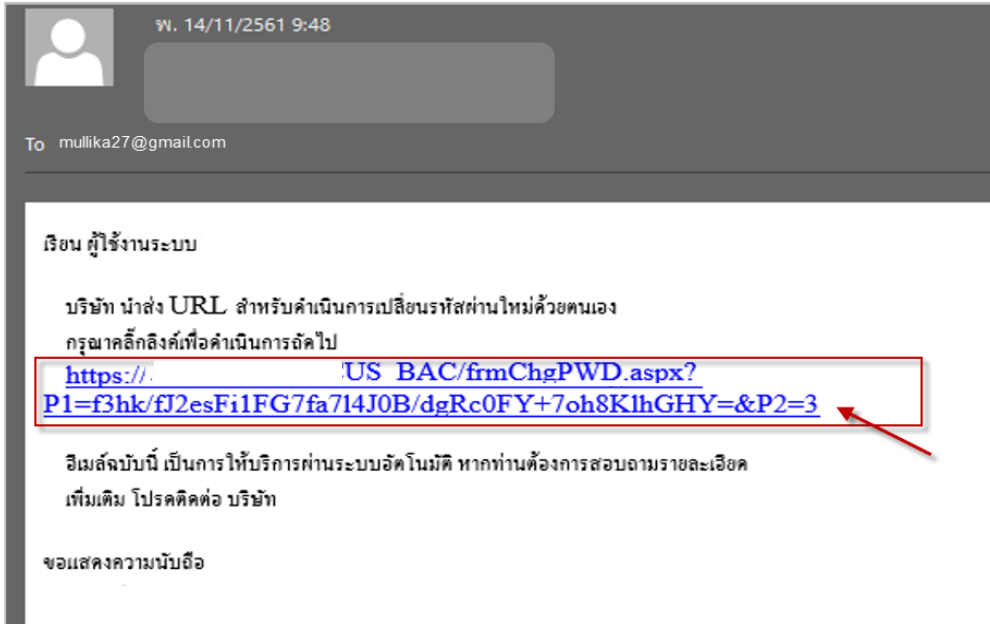 พ. 14/11/2561 9:48
To mullika27@gmail.com
เรียน ผู้ใช้งานระบบ
บริษัท นำส่ง URL สำหรับดำเนินการเปลี่ยนรหัสผ่านใหม่ด้วยตนเอง
กรุณาคลิ๊กลิงค์เพื่อดำเนินการถัดไป
https:// US_BAC/frmChgPWD.aspx?
P1=f3hk/fJ2esFi1FG7fa7l4J0B/dgRc0FY+7oh8KlhGHY=&P2=3
อีเมล์ฉบับนี้ เป็นการให้บริการผ่านระบบอัตโนมัติ หากท่านต้องการสอบถามรายละเอียด
เพิ่มเติม โปรดติดต่อ บริษัท
ขอแสดงความนับถือ